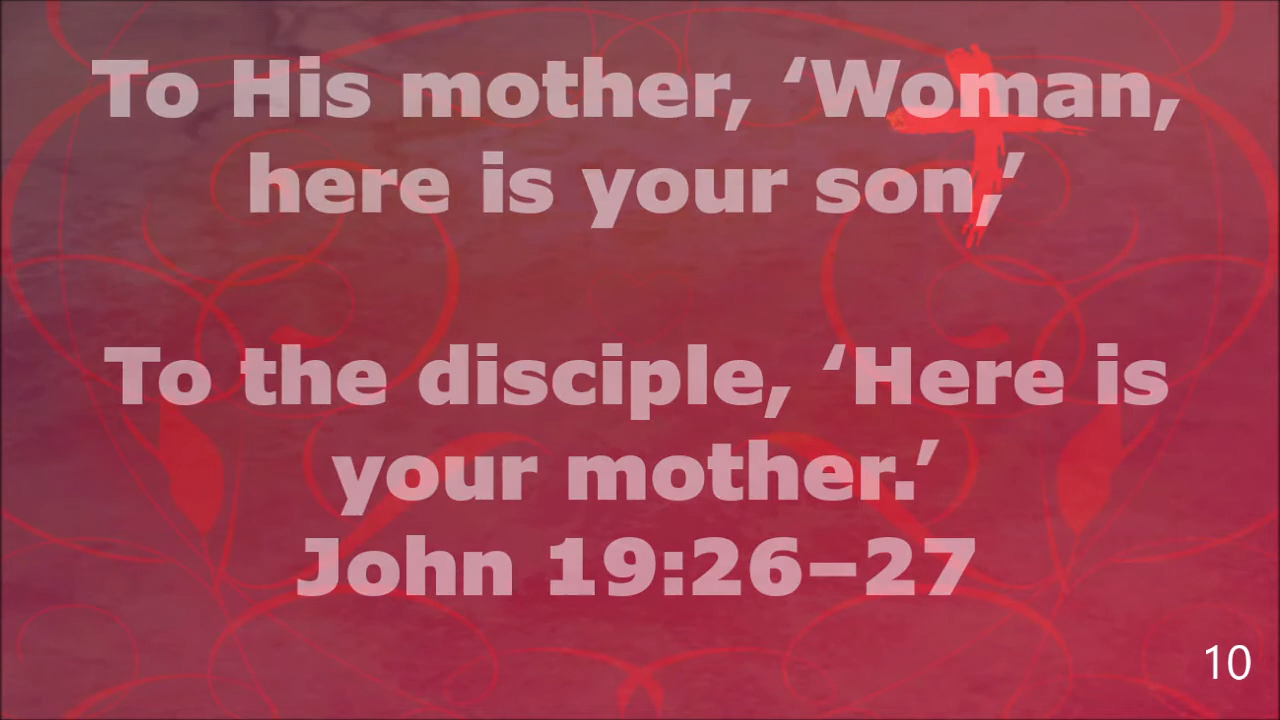 To His mother, ‘Woman,
here is your son,’
To the disciple, ‘Here is
your mother.’
John 19:26–27
10